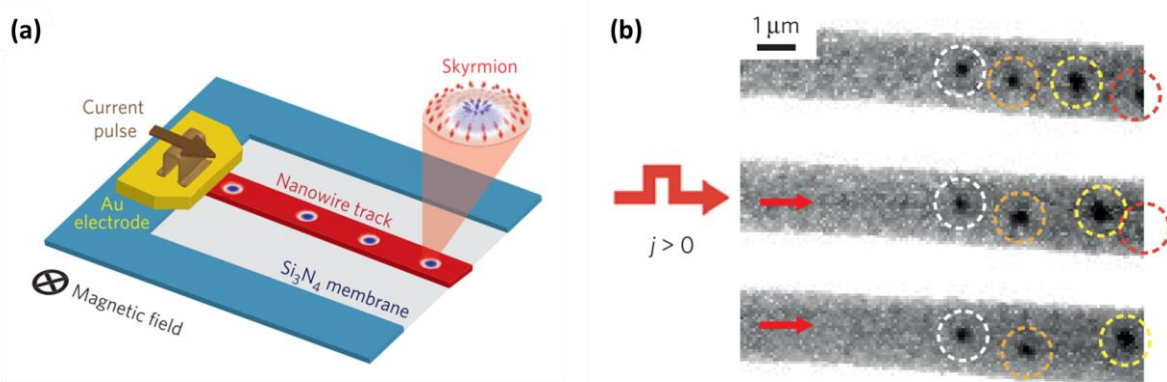 (a)
Skyrmion
Current
pulse
Nanowire track
Au
electrode
Si₃N₄ membrane
Magnetic field
(b)
1 μm
j > 0